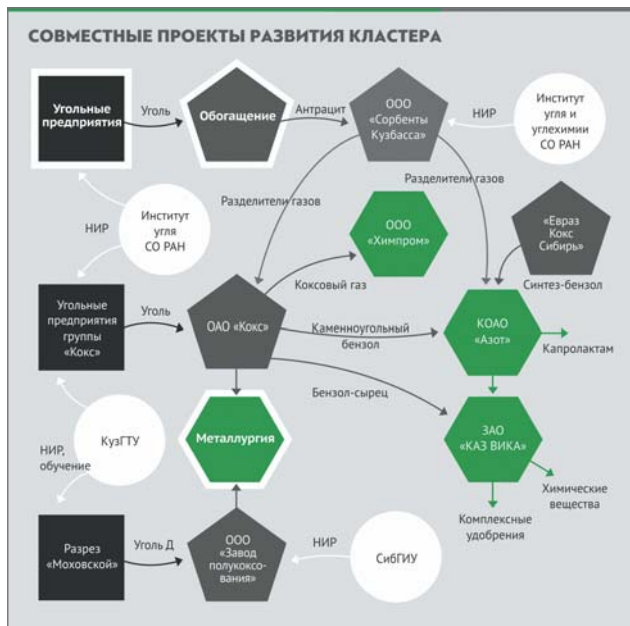 СОВМЕСТНЫЕ ПРОЕКТЫ РАЗВИТИЯ КЛАСТЕРА
Угольные
предприятия
Уголь
Обогащение
Антрацит
ООО
«Сорбенты
Кузбасса»
НИР
Институт
угля и
углехимии
СО РАН
НИР
Институт
угля
СО РАН
Разделители газов
ООО
«Химпром»
Разделители газов
«Евраз
Кокс
Сибирь»
Синтез-бензол
Коксовый газ
Угольные
предприятия
группы
«Кокс»
Уголь
ОАО «Кокс»
Каменноугольный
бензол
КОАО
«Азот»
Капролактам
Бензол-сырец
НИР,
обучение
КузГТУ
Металлургия
ЗАО
«КАЗ ВИКА»
Химические
вещества
Комплексные
удобрения
Разрез
«Моховской»
Уголь Д
ООО
«Завод
полукоксо-
вания»
НИР
СибГИУ